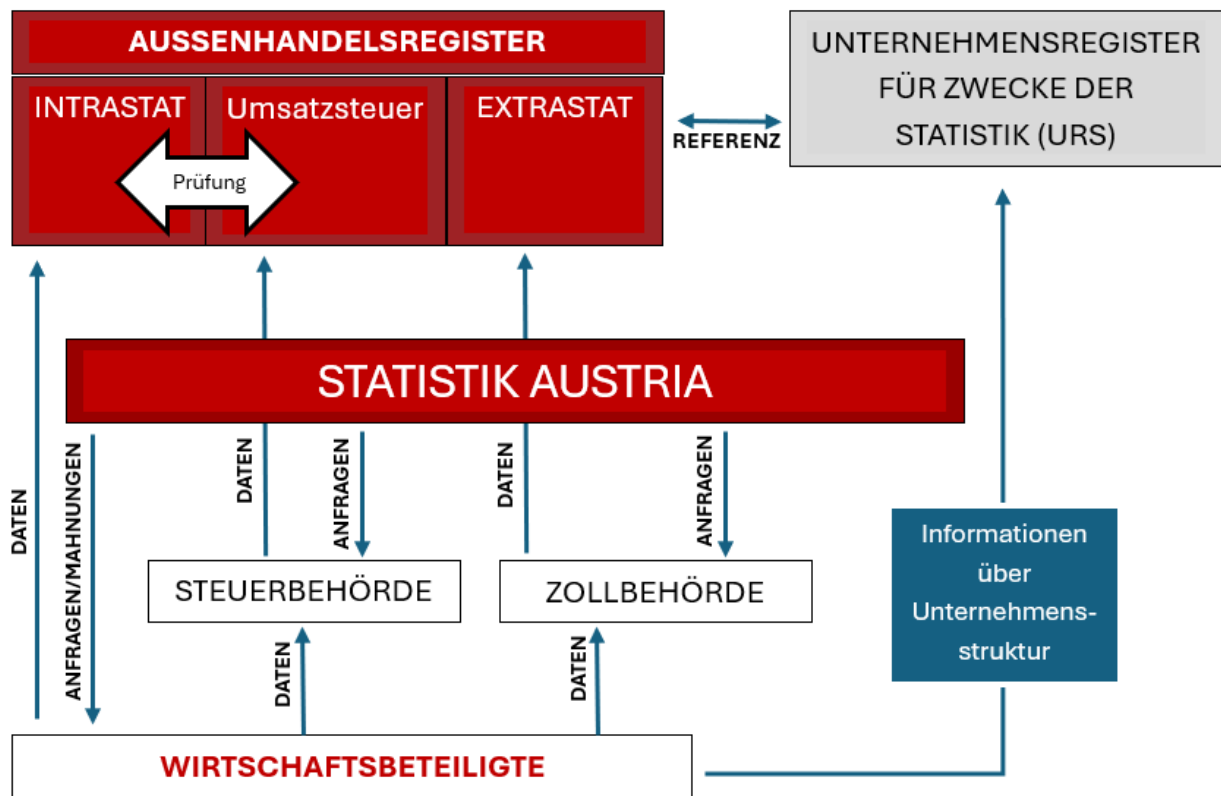 AUSSENHANDELSREGISTER
INTRASTAT
Umsatzsteuer
EXTRASTAT
Prüfung
REFERENZ
UNTERNEHMENSREGISTER
FÜR ZWECKE DER
STATISTIK (URS)
STATISTIK AUSTRIA
DATEN
ANFRAGEN/MAHNUNGEN
DATEN
ANFRAGEN
DATEN
ANFRAGEN
STEUERBEHÖRDE
ZOLLBEHÖRDE
Informationen
über
Unternehmens-
struktur
DATEN
DATEN
WIRTSCHAFTSBETEILIGTE